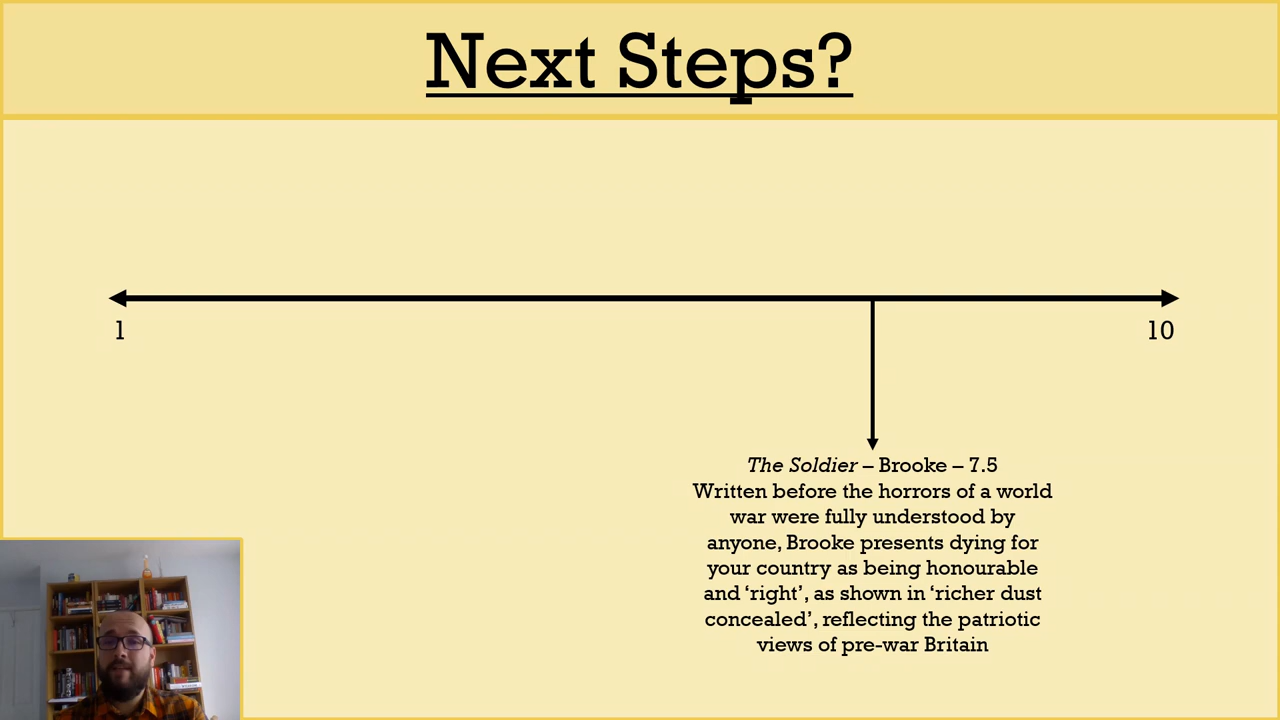 Next Steps?
1
10
The Soldier – Brooke – 7.5
Written before the horrors of a world
war were fully understood by
anyone, Brooke presents dying for
your country as being honourable
and ‘right’, as shown in ‘richer dust
concealed’, reflecting the patriotic
views of pre-war Britain